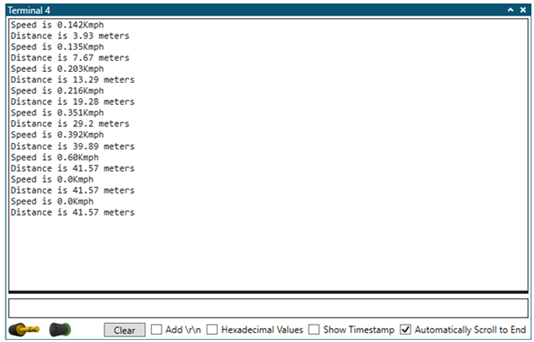 Terminal 4
Speed is 0.142Kmph
Distance is 3.93 meters
Speed is 0.135Kmph
Distance is 7.67 meters
Speed is 0.203Kmph
Distance is 13.29 meters
Speed is 0.216Kmph
Distance is 19.28 meters
Speed is 0.351Kmph
Distance is 29.2 meters
Speed is 0.392Kmph
Distance is 39.89 meters
Speed is 0.60Kmph
Distance is 41.57 meters
Speed is 0.0Kmph
Distance is 41.57 meters
Speed is 0.0Kmph
Distance is 41.57 meters
Clear Add \r\n Hexadecimal Values Show Timestamp Automatically Scroll to End